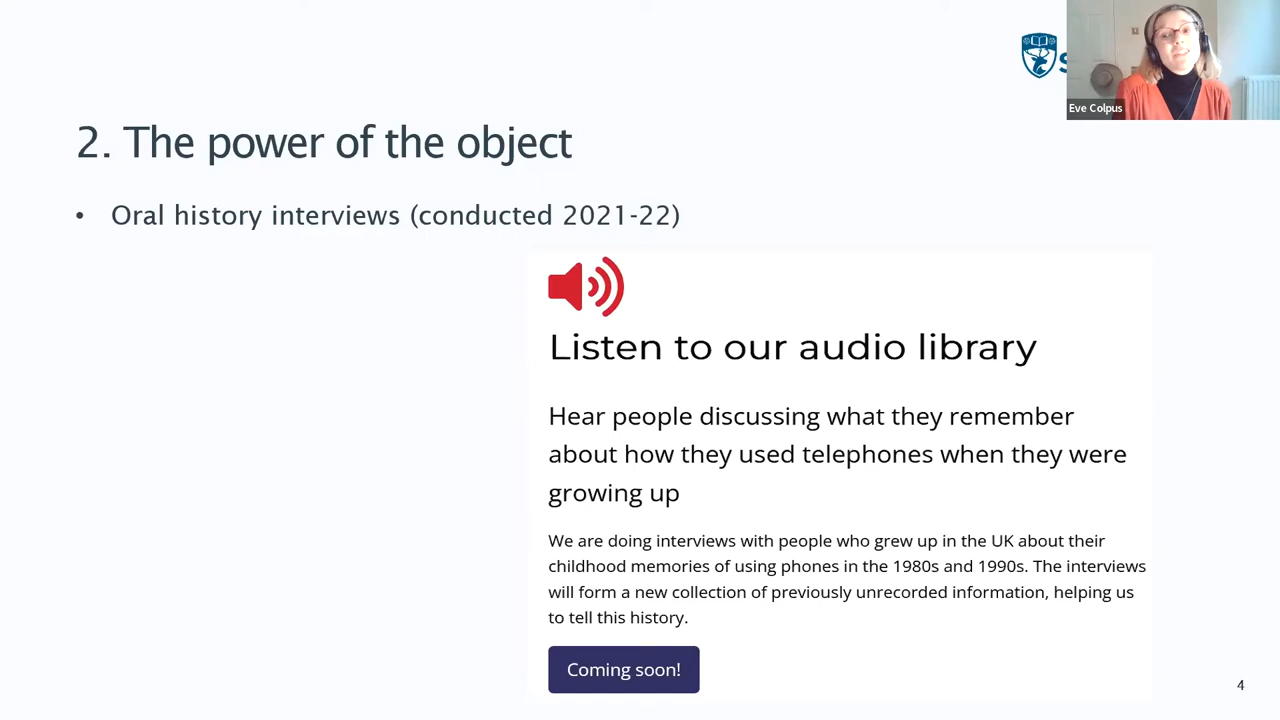 Eve Colpus
2. The power of the object
• Oral history interviews (conducted 2021-22)
Listen to our audio library
Hear people discussing what they remember
about how they used telephones when they were
growing up
We are doing interviews with people who grew up in the UK about their
childhood memories of using phones in the 1980s and 1990s. The interviews
will form a new collection of previously unrecorded information, helping us
to tell this history.
Coming soon!
4